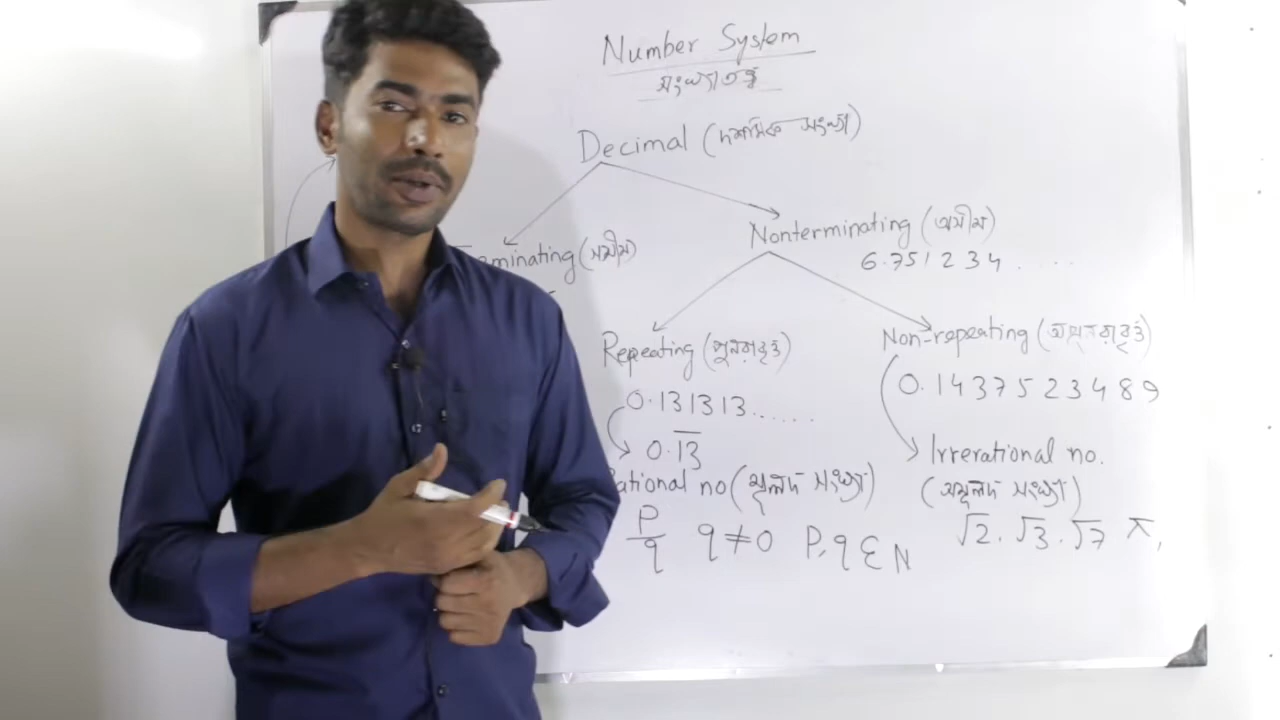 Number System
সংখ্যাতত্ত্ব
Decimal (দশমিক সংখ্যা)
eminating (সসীম)
Nonterminating (অসীম)
6.751234......
Repeating (পুনরাবৃত্ত)
0.131313......
0.13̅
Non-repeating (অপুনরাবৃত্ত)
0.1437523489
Irrerational no.
(অমূলদ সংখ্যা)
√2. √3. √7 π,
ational no (মূলদ সংখ্যা)
P/q q≠0 P,q ∈ N